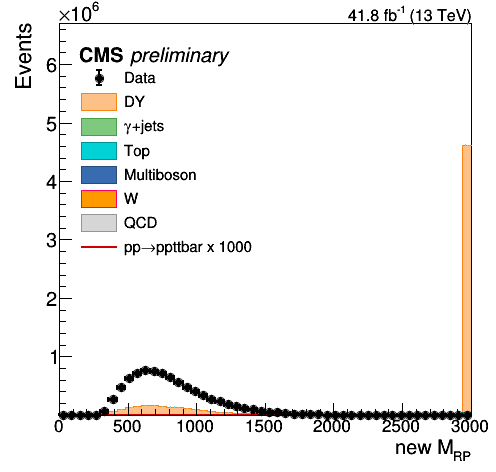 ×10⁶
41.8 fb⁻¹ (13 TeV)
Events
CMS preliminary
Data
DY
γ+jets
Top
Multiboson
W
QCD
pp→ppttbar x 1000
6
5
4
3
2
1
0 500 1000 1500 2000 2500 3000
new M_RP